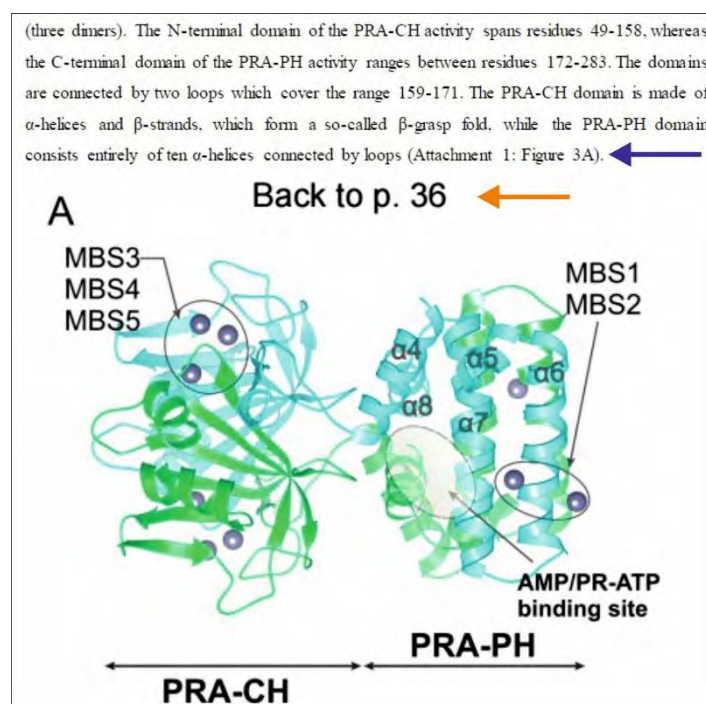 (three dimers). The N-terminal domain of the PRA-CH activity spans residues 49-158, whereas
the C-terminal domain of the PRA-PH activity ranges between residues 172-283. The domains
are connected by two loops which cover the range 159-171. The PRA-CH domain is made of
α-helices and β-strands, which form a so-called β-grasp fold, while the PRA-PH domain
consists entirely of ten α-helices connected by loops (Attachment 1: Figure 3A).
Back to p. 36
A
MBS3
MBS4
MBS5
MBS1
MBS2
α4
α5
α6
α8
α7
AMP/PR-ATP
binding site
PRA-PH
PRA-CH